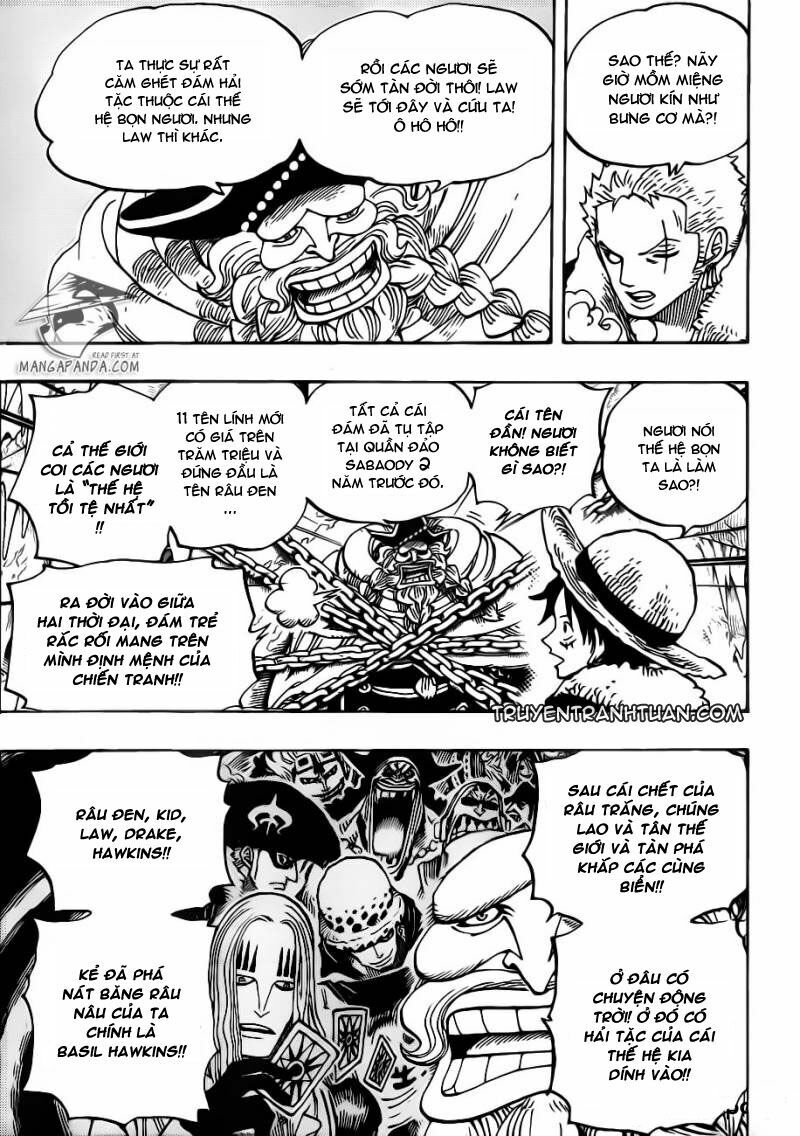 SAO THẾ? NÃY
GIỜ MỒM MIỆNG
NGƯƠI KÍN NHƯ
BƯNG CƠ MÀ?!
RỒI CÁC NGƯƠI SẼ
SỚM TÀN ĐỜI THÔI! LAW
SẼ TỚI ĐÂY VÀ CỨU TA!
Ô HÔ HÔ!!
TA THỰC SỰ RẤT
CĂM GHÉT ĐÁM HẢI
TẶC THUỘC CÁI THẾ
HỆ BỌN NGƯƠI. NHƯNG
LAW THÌ KHÁC.
READ FIRST AT
MANGAPANDA.COM
NGƯƠI NÓI
THẾ HỆ BỌN
TA LÀ LÀM
SAO?!
CÁI TÊN
ĐẦN! NGƯƠI
KHÔNG BIẾT
GÌ SAO?!
TẤT CẢ CÁI
ĐÁM ĐÃ TỤ TẬP
TẠI QUẦN ĐẢO
SABAODY 2
NĂM TRƯỚC ĐÓ.
11 TÊN LÍNH MỚI
CÓ GIÁ TRÊN
TRĂM TRIỆU VÀ
ĐỨNG ĐẦU LÀ
TÊN RÂU ĐEN
...
CẢ THẾ GIỚI
COI CÁC NGƯƠI
LÀ "THẾ HỆ
TỒI TỆ NHẤT"
!!
RA ĐỜI VÀO GIỮA
HAI THỜI ĐẠI, ĐÁM TRẺ
RẮC RỐI MANG TRÊN
MÌNH ĐỊNH MỆNH CỦA
CHIẾN TRANH!!
TRUYENTRANHTUAN.COM
SAU CÁI CHẾT CỦA
RÂU TRẮNG, CHÚNG
LAO VÀ TÂN THẾ
GIỚI VÀ TÀN PHÁ
KHẮP CÁC CÙNG
BIỂN!!
Ở ĐÂU CÓ
CHUYỆN ĐỘNG
TRỜI! Ở ĐÓ CÓ
HẢI TẶC CỦA CÁI
THẾ HỆ KIA
DÍNH VÀO!!
RÂU ĐEN, KID,
LAW, DRAKE,
HAWKINS!!
KẺ ĐÃ PHÁ
NÁT BĂNG RÂU
NÂU CỦA TA
CHÍNH LÀ
BASIL HAWKINS!!